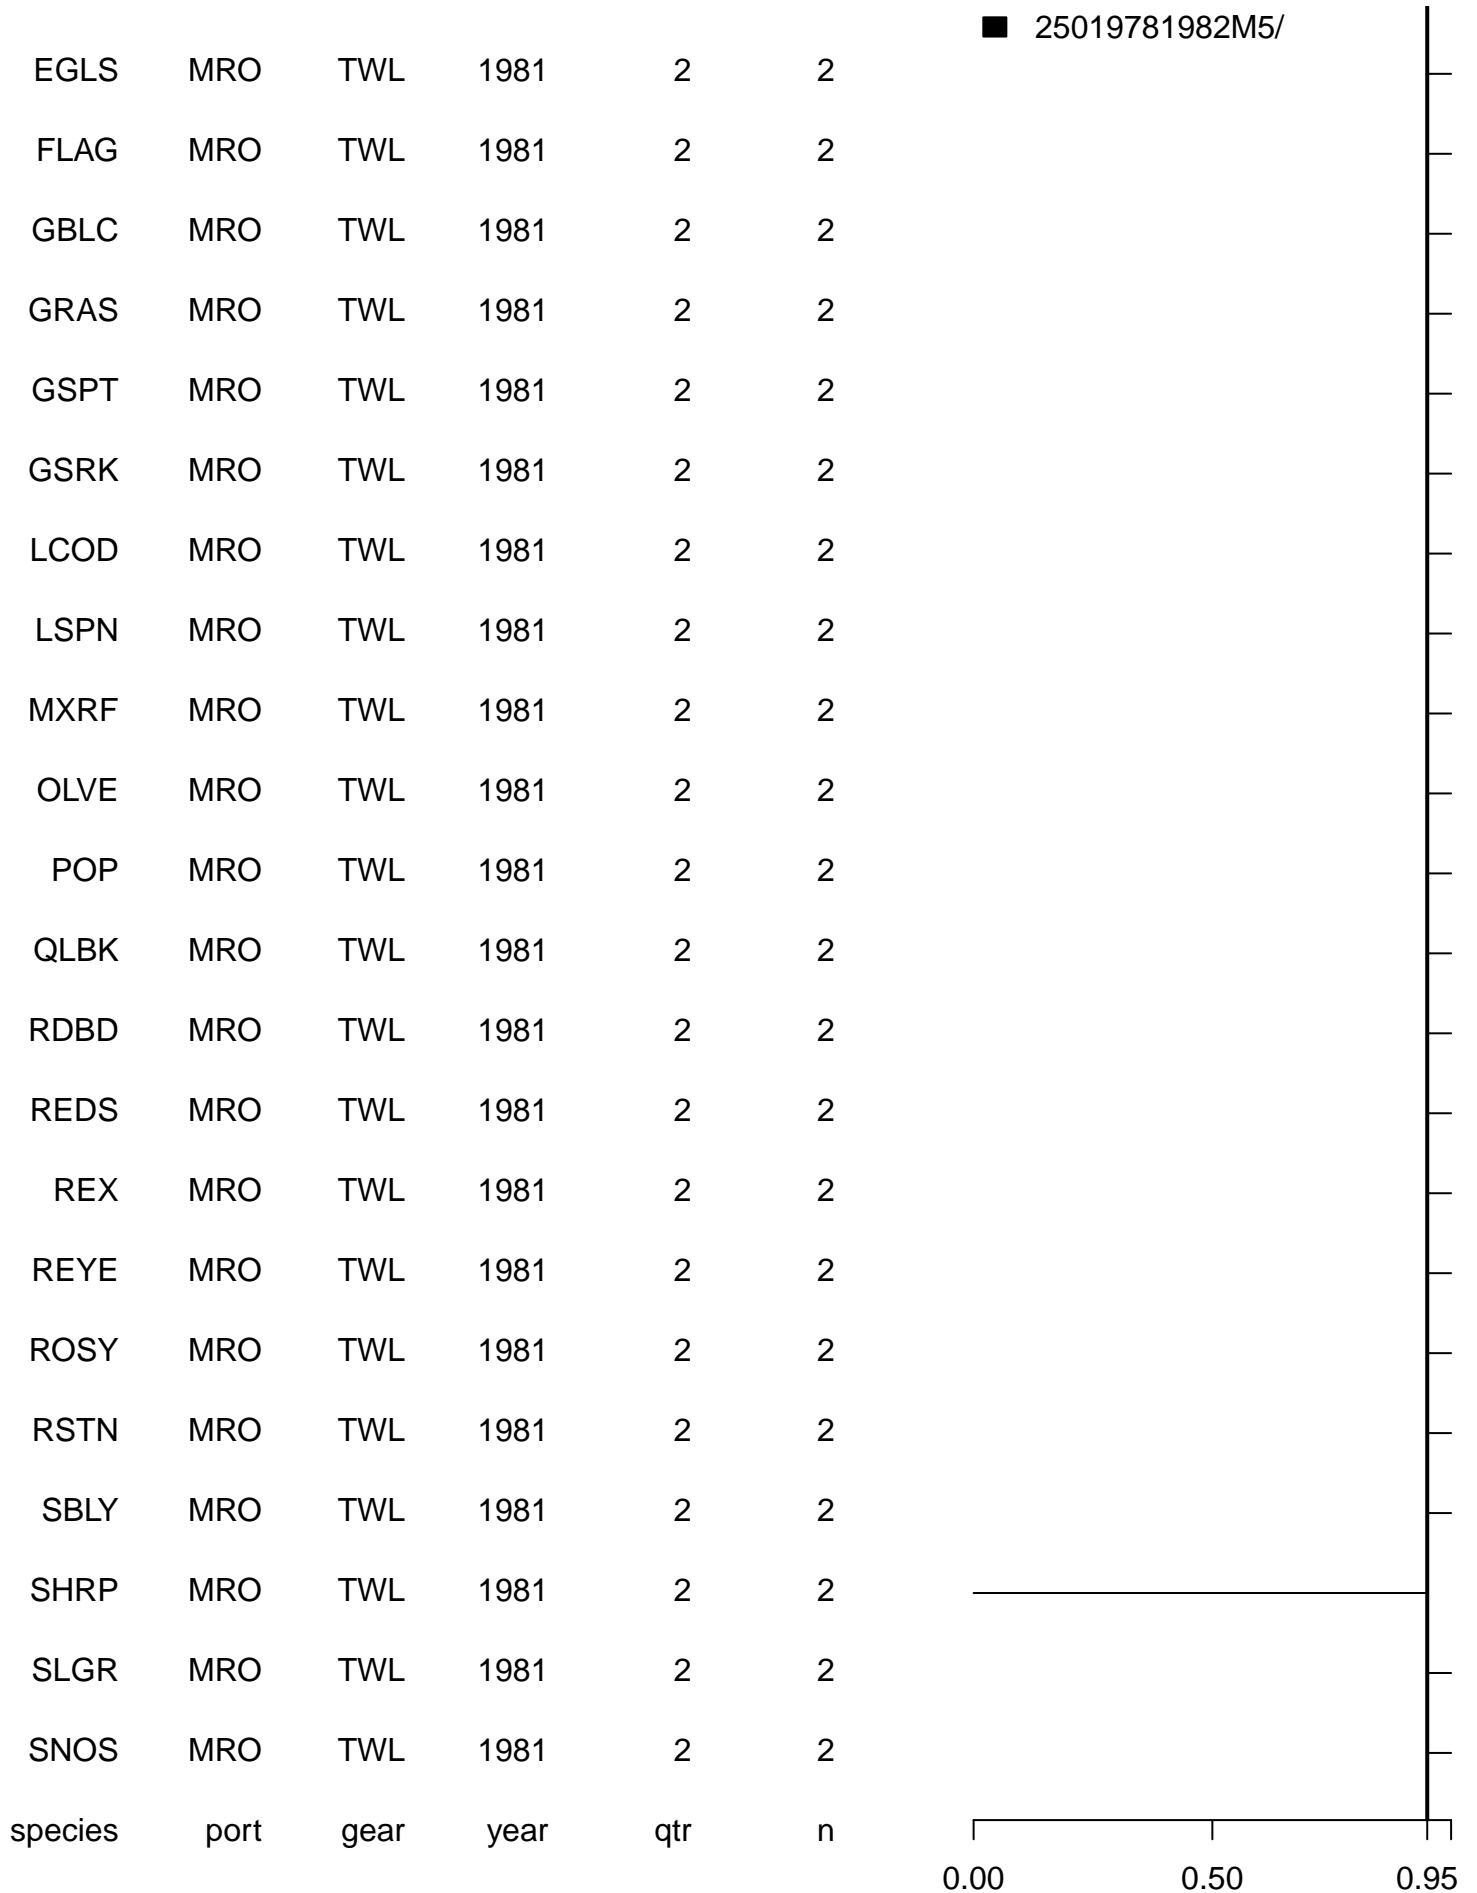 25019781982M5/
EGLS MRO TWL 1981 2 2
FLAG MRO TWL 1981 2 2
GBLC MRO TWL 1981 2 2
GRAS MRO TWL 1981 2 2
GSPT MRO TWL 1981 2 2
GSRK MRO TWL 1981 2 2
LCOD MRO TWL 1981 2 2
LSPN MRO TWL 1981 2 2
MXRF MRO TWL 1981 2 2
OLVE MRO TWL 1981 2 2
POP MRO TWL 1981 2 2
QLBK MRO TWL 1981 2 2
RDBD MRO TWL 1981 2 2
REDS MRO TWL 1981 2 2
REX MRO TWL 1981 2 2
REYE MRO TWL 1981 2 2
ROSY MRO TWL 1981 2 2
RSTN MRO TWL 1981 2 2
SBLY MRO TWL 1981 2 2
SHRP MRO TWL 1981 2 2
SLGR MRO TWL 1981 2 2
SNOS MRO TWL 1981 2 2
species port gear year qtr n
0.00 0.50 0.95